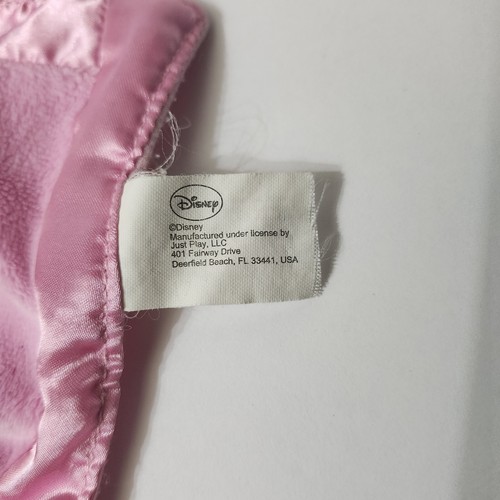 Disney
©Disney
Manufactured under license by
Just Play, LLC
401 Fairway Drive
Deerfield Beach, FL 33441, USA